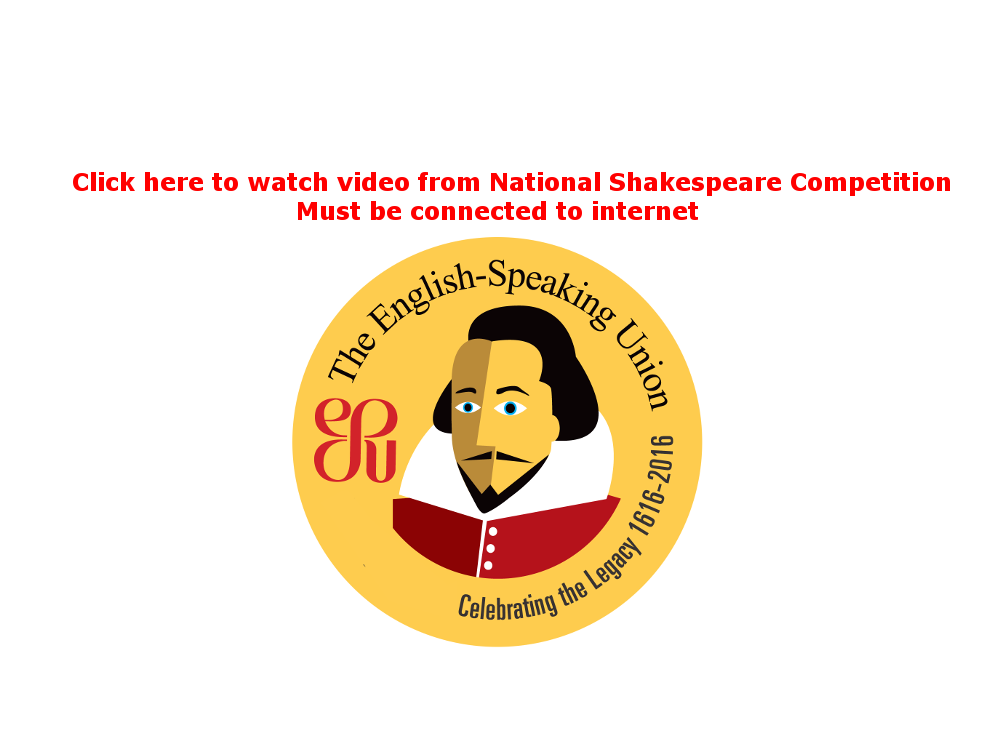 Click here to watch video from National Shakespeare Competition
Must be connected to internet
The English-Speaking Union
ESU
Celebrating the Legacy 1616-2016